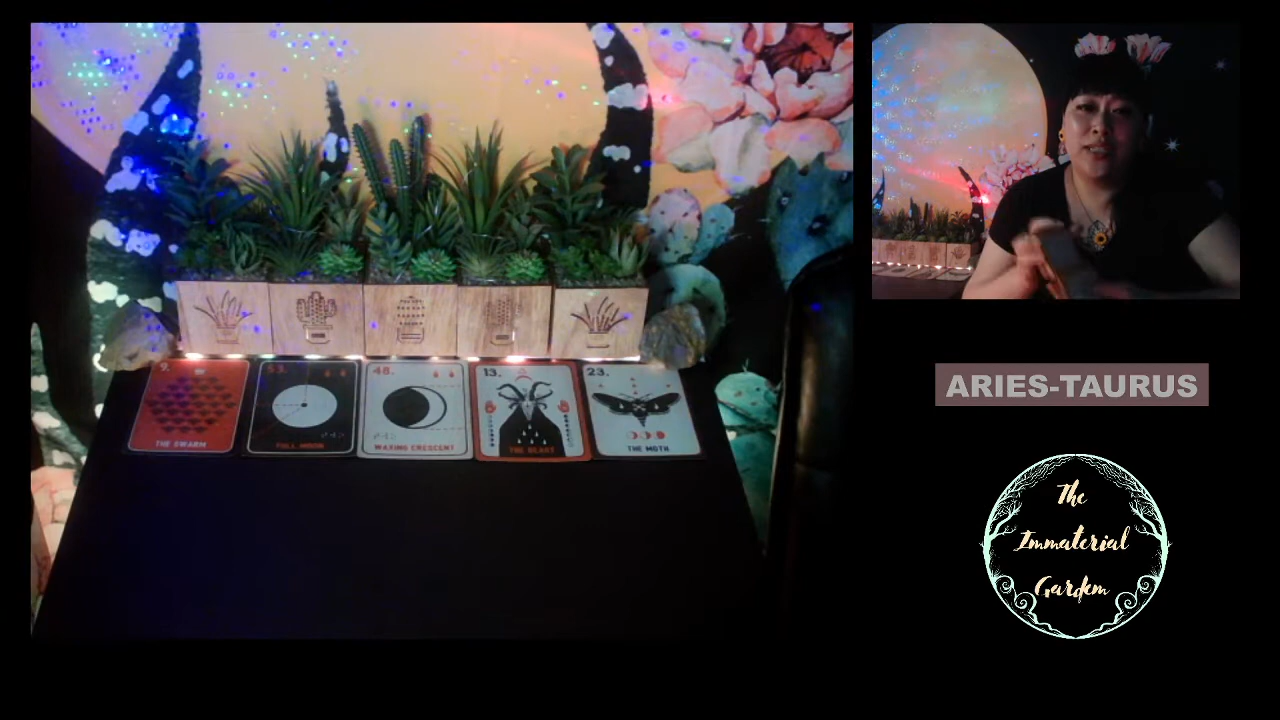 9.
THE SWARM
53.
FULL MOON
48.
WAXING CRESCENT
13.
THE BEAST
23.
THE MOTH
ARIES-TAURUS
The
Immaterial
Garden